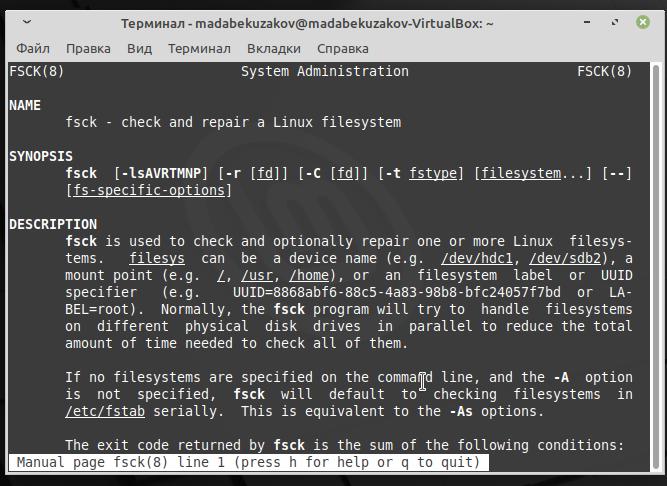 Терминал - madabekuzakov@madabekuzakov-VirtualBox: ~
Файл Правка Вид Терминал Вкладки Справка
FSCK(8) System Administration FSCK(8)
NAME
fsck - check and repair a Linux filesystem
SYNOPSIS
fsck [-lsAVRTMNP] [-r [fd]] [-C [fd]] [-t fstype] [filesystem...] [--]
[fs-specific-options]
DESCRIPTION
fsck is used to check and optionally repair one or more Linux filesys-
tems. filesys can be a device name (e.g. /dev/hdc1, /dev/sdb2), a
mount point (e.g. /, /usr, /home), or an filesystem label or UUID
specifier (e.g. UUID=8868abf6-88c5-4a83-98b8-bfc24057f7bd or LA-
BEL=root). Normally, the fsck program will try to handle filesystems
on different physical disk drives in parallel to reduce the total
amount of time needed to check all of them.
If no filesystems are specified on the command line, and the -A option
is not specified, fsck will default to checking filesystems in
/etc/fstab serially. This is equivalent to the -As options.
The exit code returned by fsck is the sum of the following conditions:
Manual page fsck(8) line 1 (press h for help or q to quit)